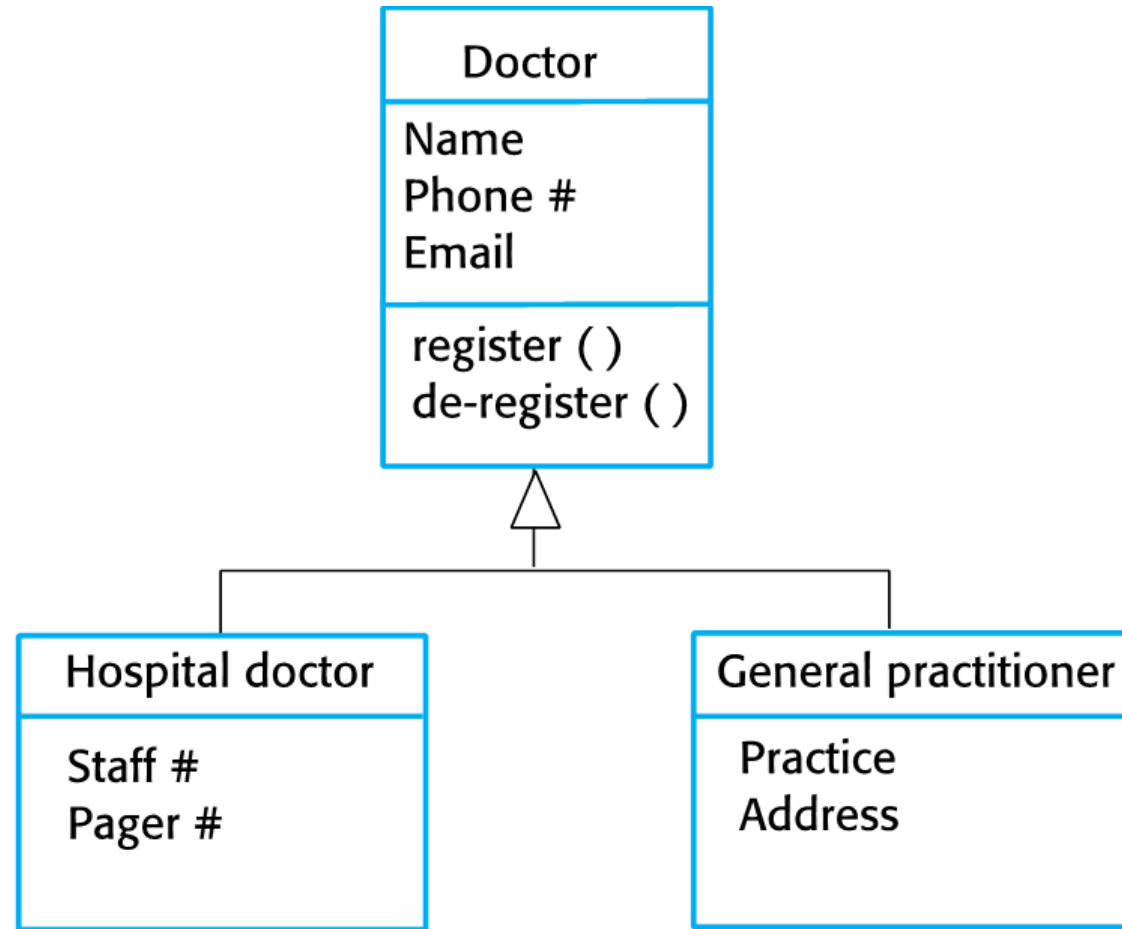 Doctor
Name
Phone #
Email
register ( )
de-register ( )
Hospital doctor
Staff #
Pager #
General practitioner
Practice
Address